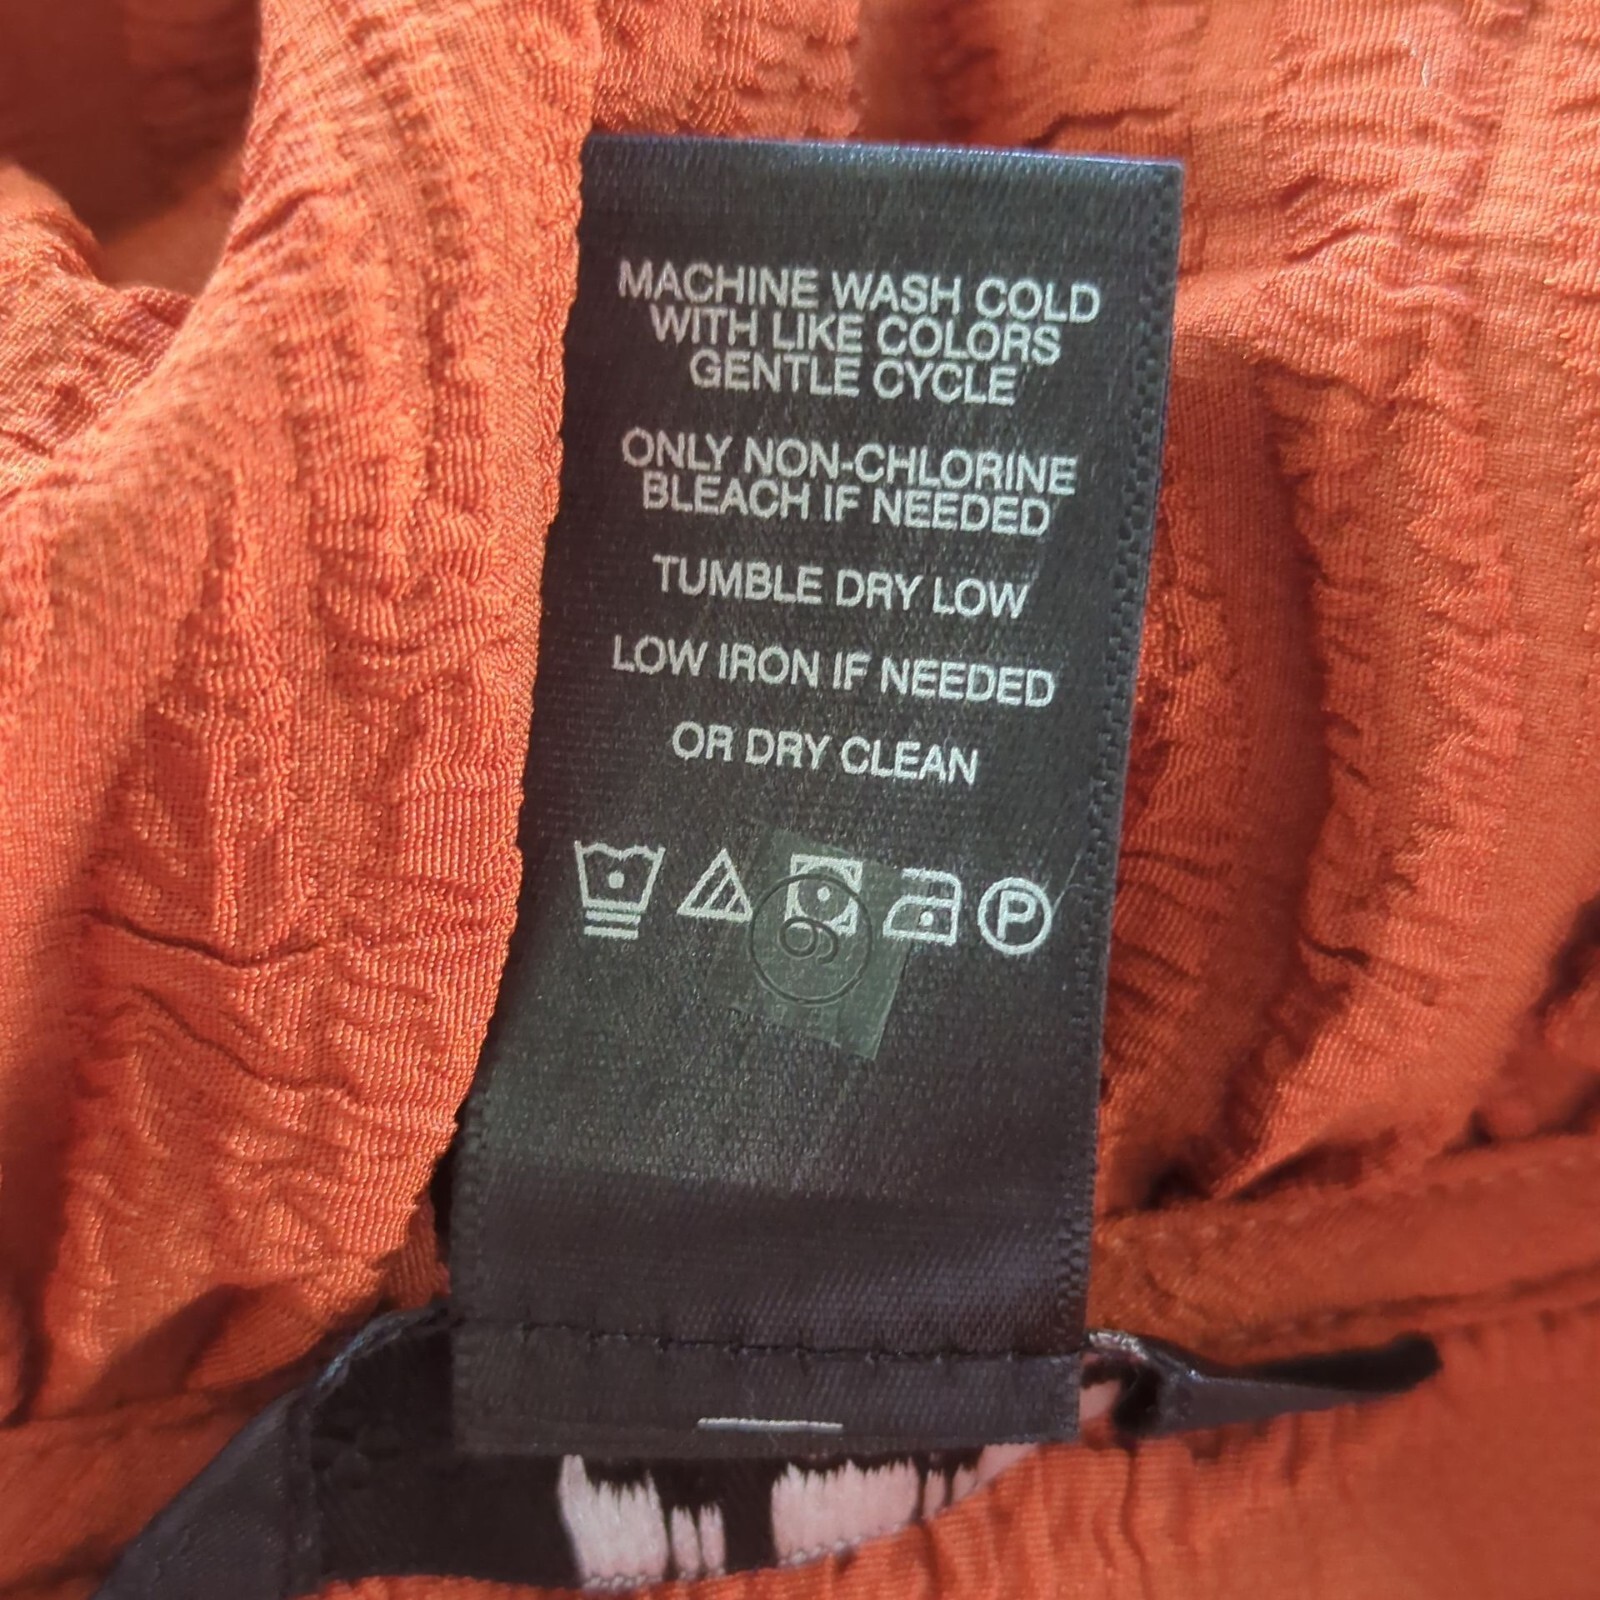 MACHINE WASH COLD
WITH LIKE COLORS
GENTLE CYCLE
ONLY NON-CHLORINE
BLEACH IF NEEDED
TUMBLE DRY LOW
LOW IRON IF NEEDED
OR DRY CLEAN
P
9